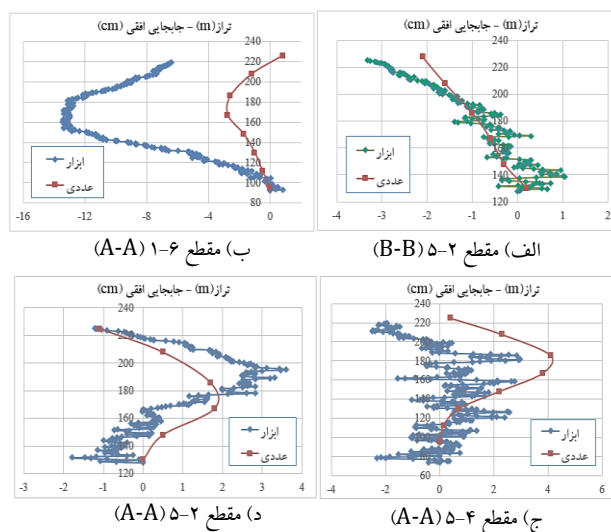 تراز(m) - جابجایی افقی (cm)
240
220
200
180
160
140
120
100
80
-16 -12 -8 -4 0
ابزار
عددی
ب) مقطع ۶-۱ (A-A)
تراز(m) - جابجایی افقی (cm)
240
220
200
180
160
140
120
-4 -3 -2 -1 0 1 2
ابزار
عددی
الف) مقطع ۲-۵ (B-B)
تراز(m) - جابجایی افقی (cm)
240
220
200
180
160
140
120
-3 -2 -1 0 1 2 3 4
ابزار
عددی
د) مقطع ۲-۵ (A-A)
تراز(m) - جابجایی افقی (cm)
240
220
200
180
160
140
120
100
80
60
-4 -2 0 2 4 6
ابزار
عددی
ج) مقطع ۴-۵ (A-A)